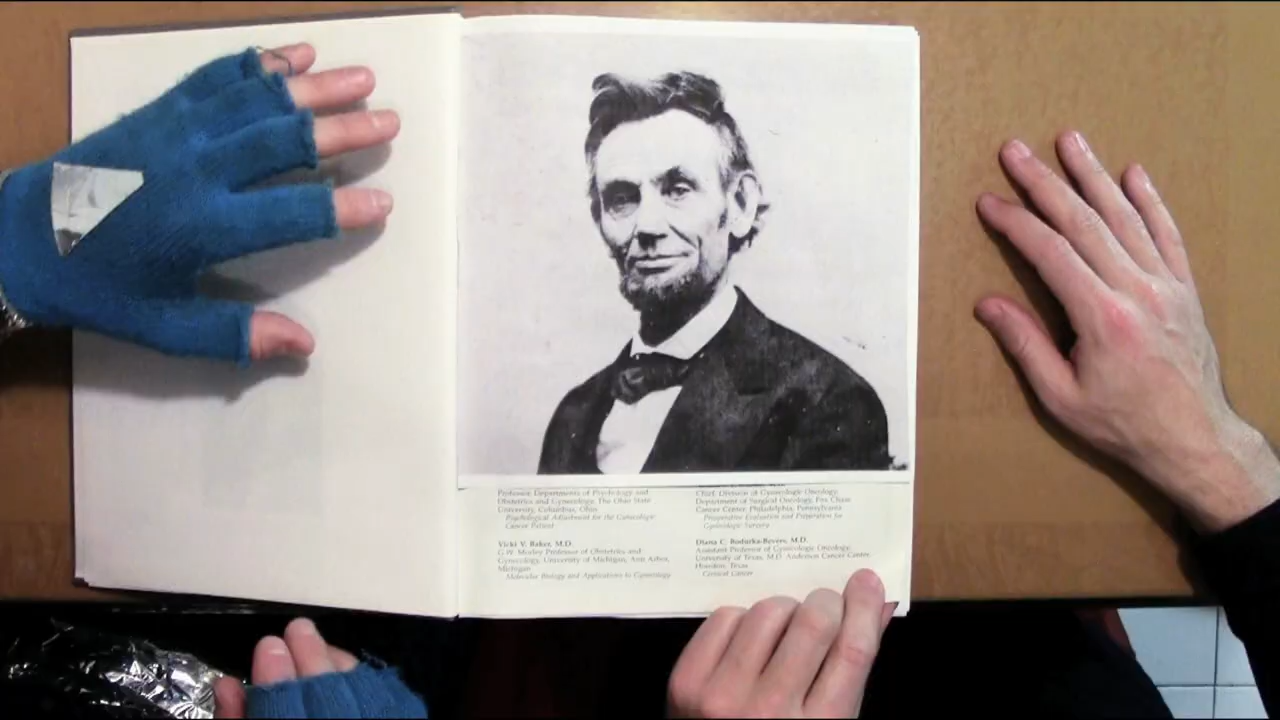 Professor, Departments of Psychology and
Obstetrics and Gynecology, The Ohio State
University, Columbus, Ohio
Psychological Adjustment for the Gynecologic
Cancer Patient
Vicki V. Baker, M.D.
G.W. Morley Professor of Obstetrics and
Gynecology, University of Michigan, Ann Arbor,
Michigan
Molecular Biology and Applications to Gynecology
Chief, Division of Gynecologic Oncology,
Department of Surgical Oncology, Fox Chase
Cancer Center, Philadelphia, Pennsylvania
Preoperative Evaluation and Preparation for
Gynecologic Surgery
Diana C. Bodurka-Bevers, M.D.
Assistant Professor of Gynecologic Oncology,
University of Texas, M.D. Anderson Cancer Center,
Houston, Texas
Cervical Cancer